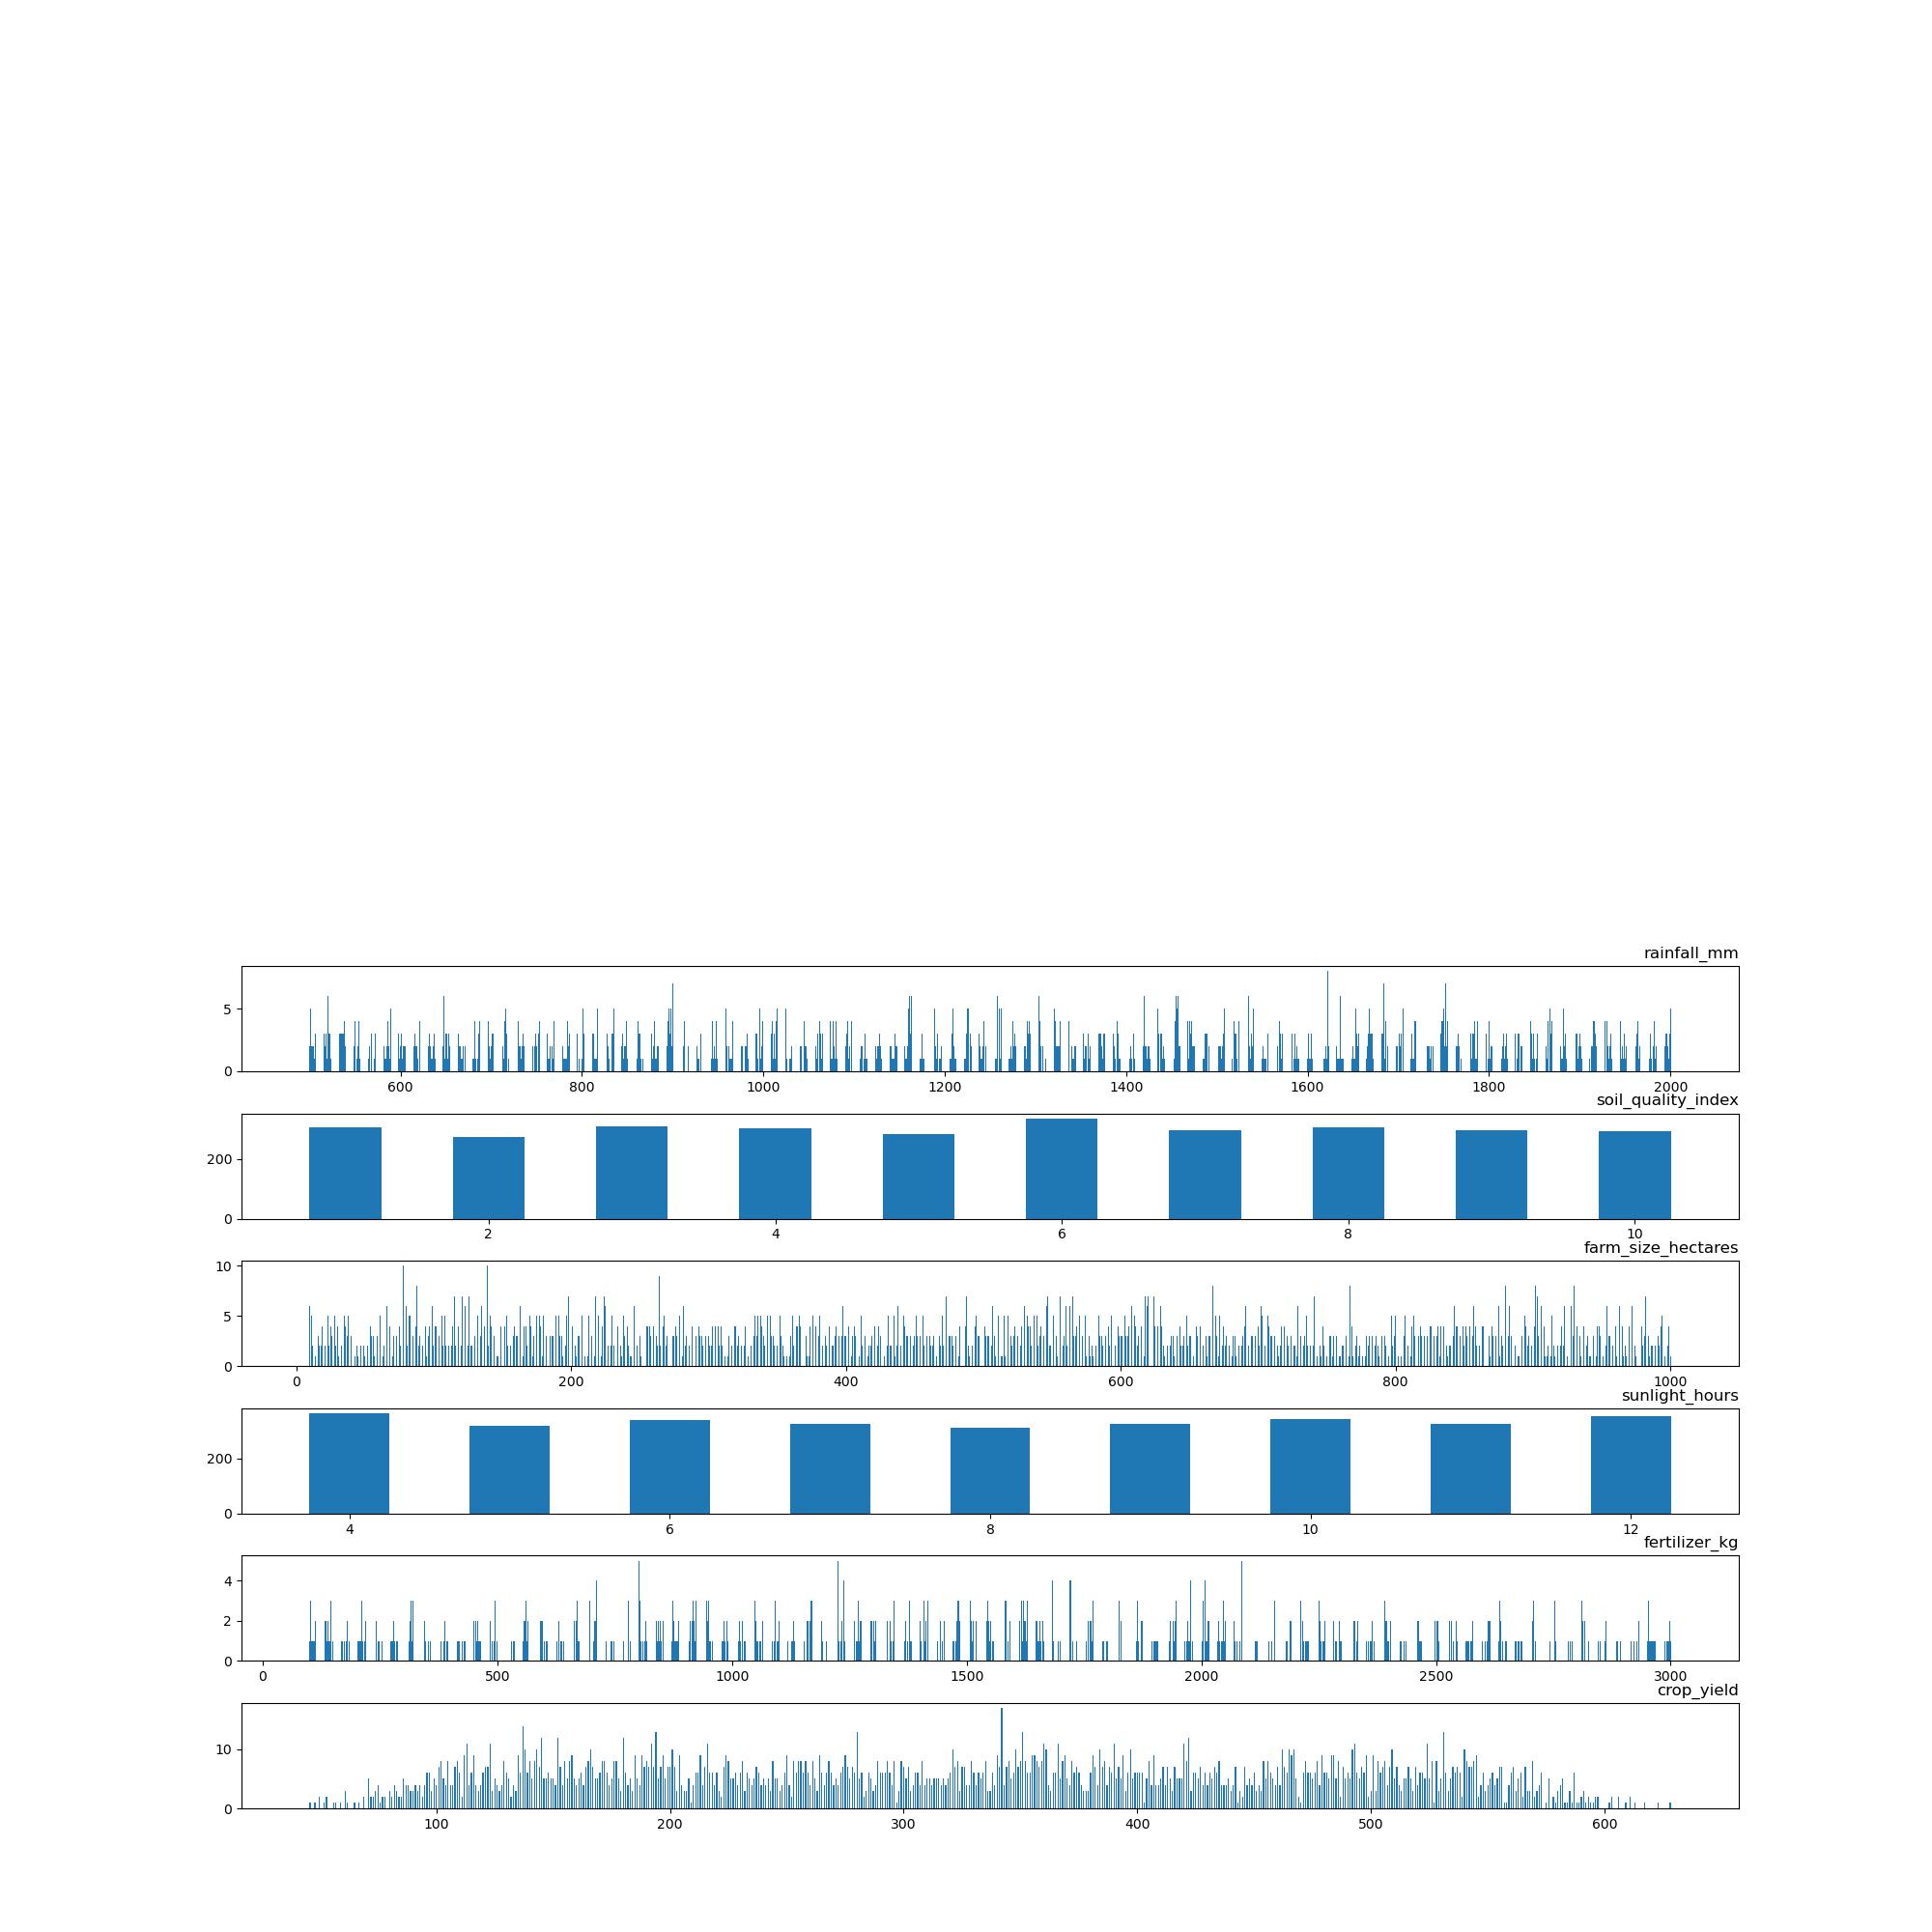 rainfall_mm
5
0
600 800 1000 1200 1400 1600 1800 2000
soil_quality_index
200
0
2 4 6 8 10
farm_size_hectares
10
5
0
0 200 400 600 800 1000
sunlight_hours
200
0
4 6 8 10 12
fertilizer_kg
4
2
0
0 500 1000 1500 2000 2500 3000
crop_yield
10
0
100 200 300 400 500 600